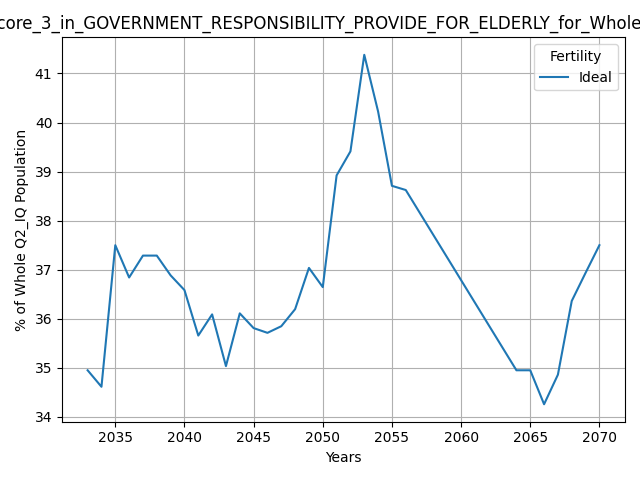 core_3_in_GOVERNMENT_RESPONSIBILITY_PROVIDE_FOR_ELDERLY_for_Whole
Fertility
Ideal
% of Whole Q2_IQ Population
41
40
39
38
37
36
35
34
2035 2040 2045 2050 2055 2060 2065 2070
Years